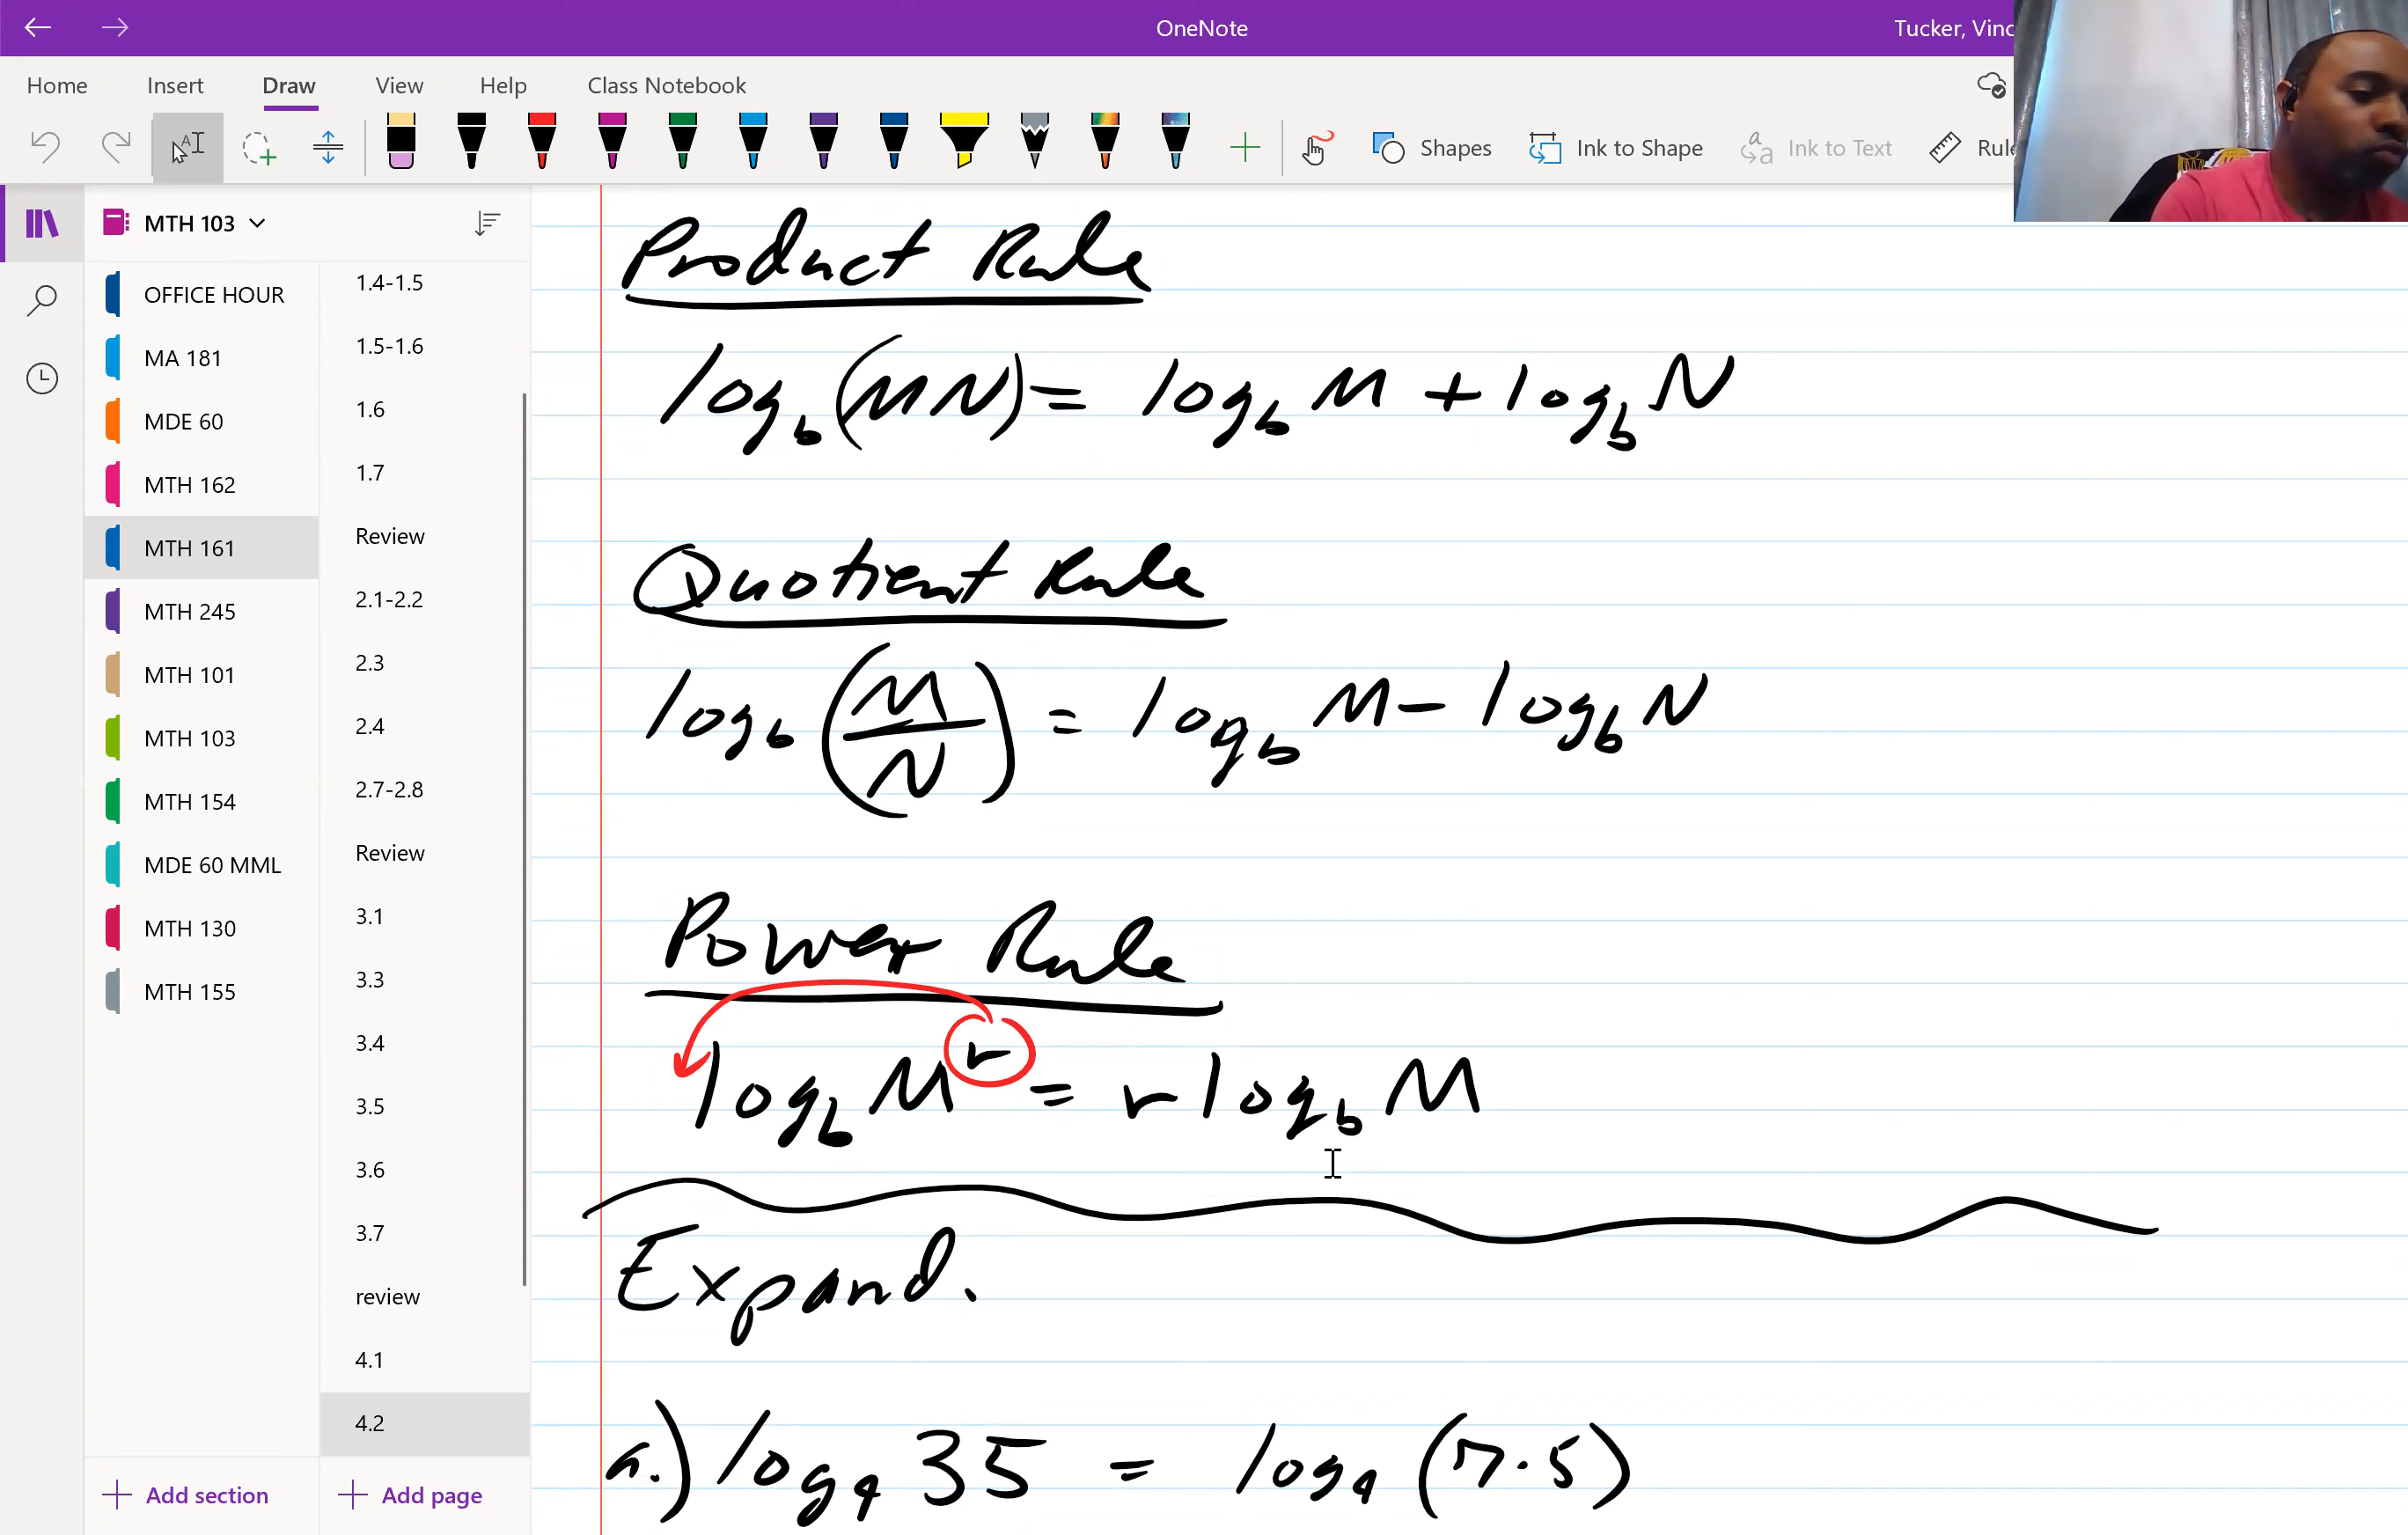 OneNote
Tucker, Vinc
Home Insert Draw View Help Class Notebook
Shapes Ink to Shape Ink to Text Rule
MTH 103
OFFICE HOUR
MA 181
MDE 60
MTH 162
MTH 161
MTH 245
MTH 101
MTH 103
MTH 154
MDE 60 MML
MTH 130
MTH 155
Add section
1.4-1.5
1.5-1.6
1.6
1.7
Review
2.1-2.2
2.3
2.4
2.7-2.8
Review
3.1
3.3
3.4
3.5
3.6
3.7
review
4.1
4.2
Add page
Product Rule
log_b (MN) = log_b M + log_b N
Quotient Rule
log_b (M/N) = log_b M - log_b N
Power Rule
log_b M^r = r log_b M
Expand.
a.) log_9 35 = log_9 (7·5)